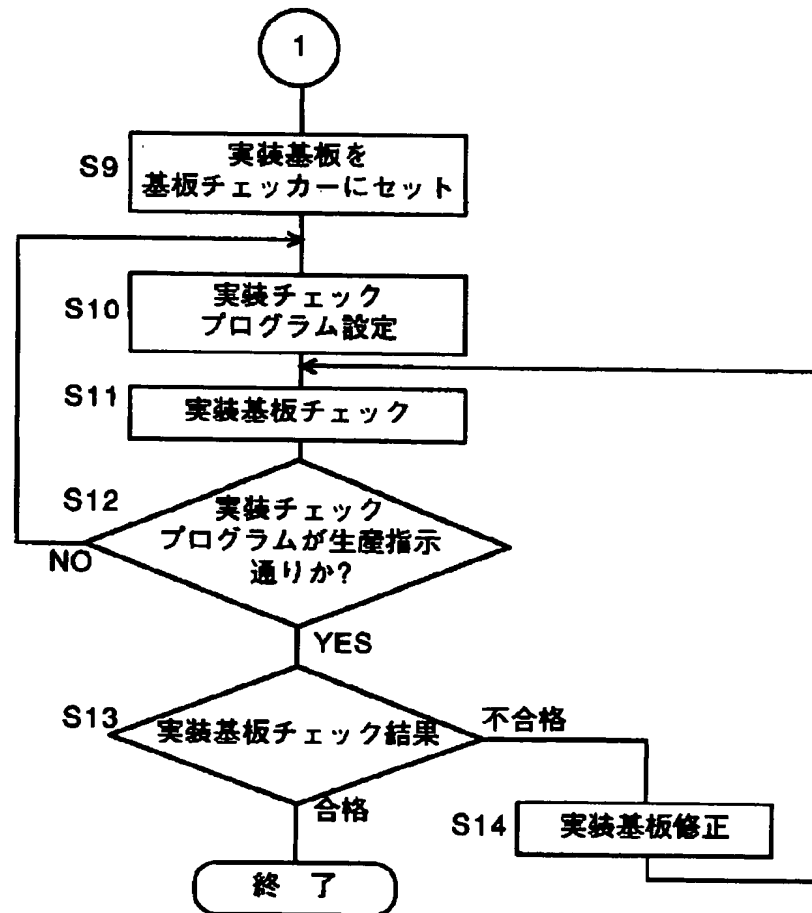 1
S9
実装基板を
基板チェッカーにセット
S10
実装チェック
プログラム設定
S11
実装基板チェック
S12
実装チェック
プログラムが生産指示
通りか?
NO
YES
S13
実装基板チェック結果
不合格
合格
S14
実装基板修正
終 了